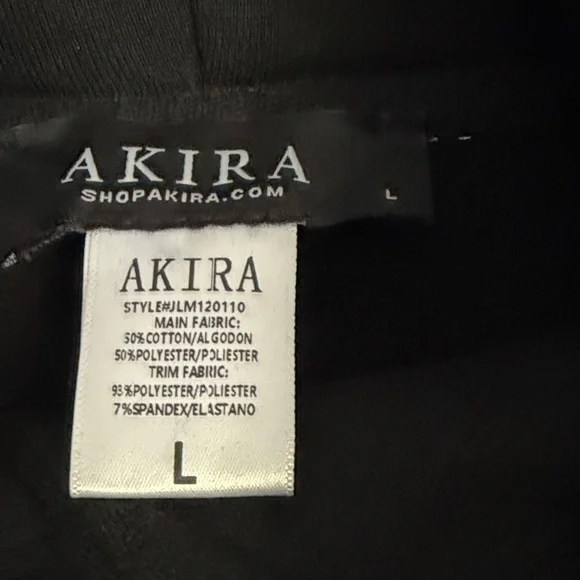 AKIRA
SHOPAKIRA.COM
L
AKIRA
STYLE#JLM120110
MAIN FABRIC:
50%COTTON/ALGODON
50%POLYESTER/POLIESTER
TRIM FABRIC:
93%POLYESTER/POLIESTER
7%SPANDEX/ELASTANO
L